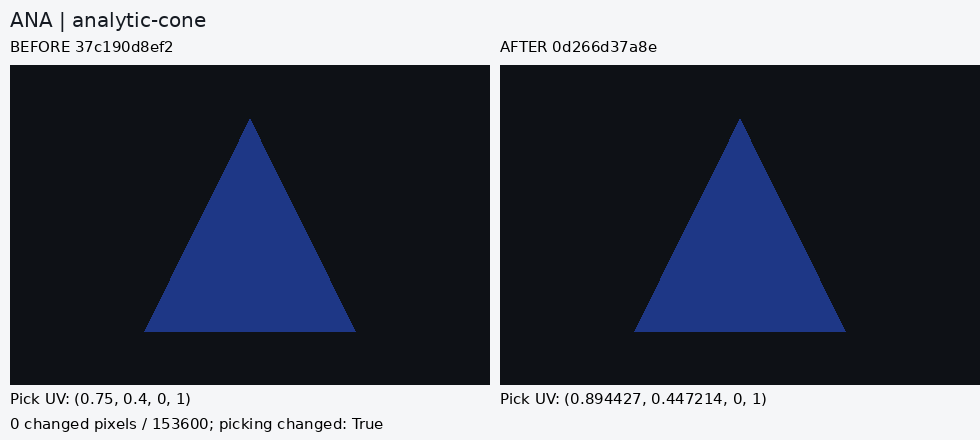 ANA | analytic-cone
BEFORE 37c190d8ef2
AFTER 0d266d37a8e
Pick UV: (0.75, 0.4, 0, 1)
Pick UV: (0.894427, 0.447214, 0, 1)
0 changed pixels / 153600; picking changed: True